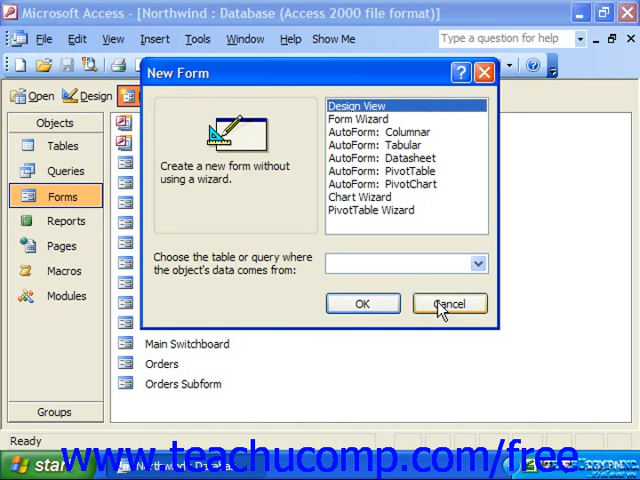 Microsoft Access - [Northwind : Database (Access 2000 file format)]
File Edit View Insert Tools Window Help Show Me Type a question for help
Open Design
New Form
Objects
Tables
Queries
Forms
Reports
Pages
Macros
Modules
Groups
Create a new form without
using a wizard.
Design View
Form Wizard
AutoForm: Columnar
AutoForm: Tabular
AutoForm: Datasheet
AutoForm: PivotTable
AutoForm: PivotChart
Chart Wizard
PivotTable Wizard
Choose the table or query where
the object's data comes from:
OK Cancel
Main Switchboard
Orders
Orders Subform
Ready
start
www.teachucomp.com/free